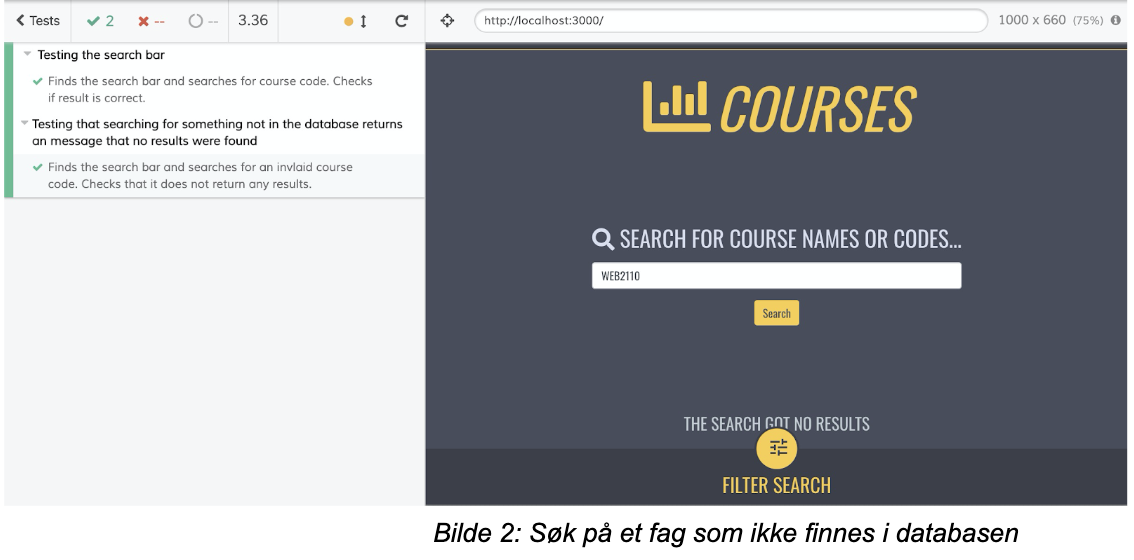 Tests 2 -- -- 3.36 http://localhost:3000/ 1000 x 660 (75%)
Testing the search bar
Finds the search bar and searches for course code. Checks
if result is correct.
Testing that searching for something not in the database returns
an message that no results were found
Finds the search bar and searches for an invlaid course
code. Checks that it does not return any results.
COURSES
SEARCH FOR COURSE NAMES OR CODES...
WEB2110
Search
THE SEARCH GOT NO RESULTS
FILTER SEARCH
Bilde 2: Søk på et fag som ikke finnes i databasen